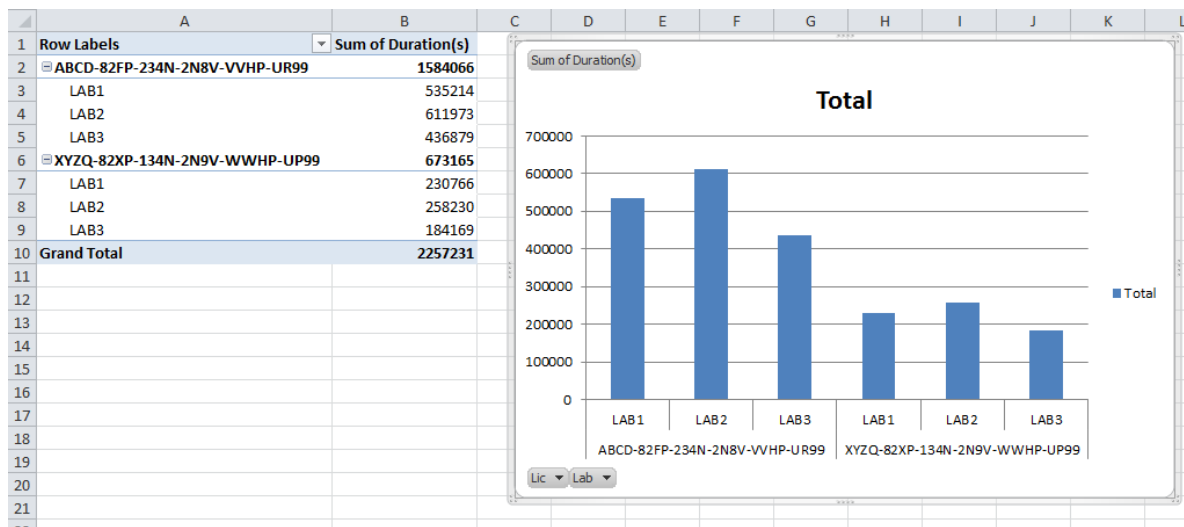 A B C D E F G H I J K L
1 Row Labels Sum of Duration(s)
2 ABCD-82FP-234N-2N8V-VVHP-UR99 1584066
3 LAB1 535214
4 LAB2 611973
5 LAB3 436879
6 XYZQ-82XP-134N-2N9V-WWHP-UP99 673165
7 LAB1 230766
8 LAB2 258230
9 LAB3 184169
10 Grand Total 2257231
11
12
13
14
15
16
17
18
19
20
21
Sum of Duration(s)
Total
700000
600000
500000
400000
300000
200000
100000
0
Total
LAB1 LAB2 LAB3 LAB1 LAB2 LAB3
ABCD-82FP-234N-2N8V-VVHP-UR99 XYZQ-82XP-134N-2N9V-WWHP-UP99
Lic Lab